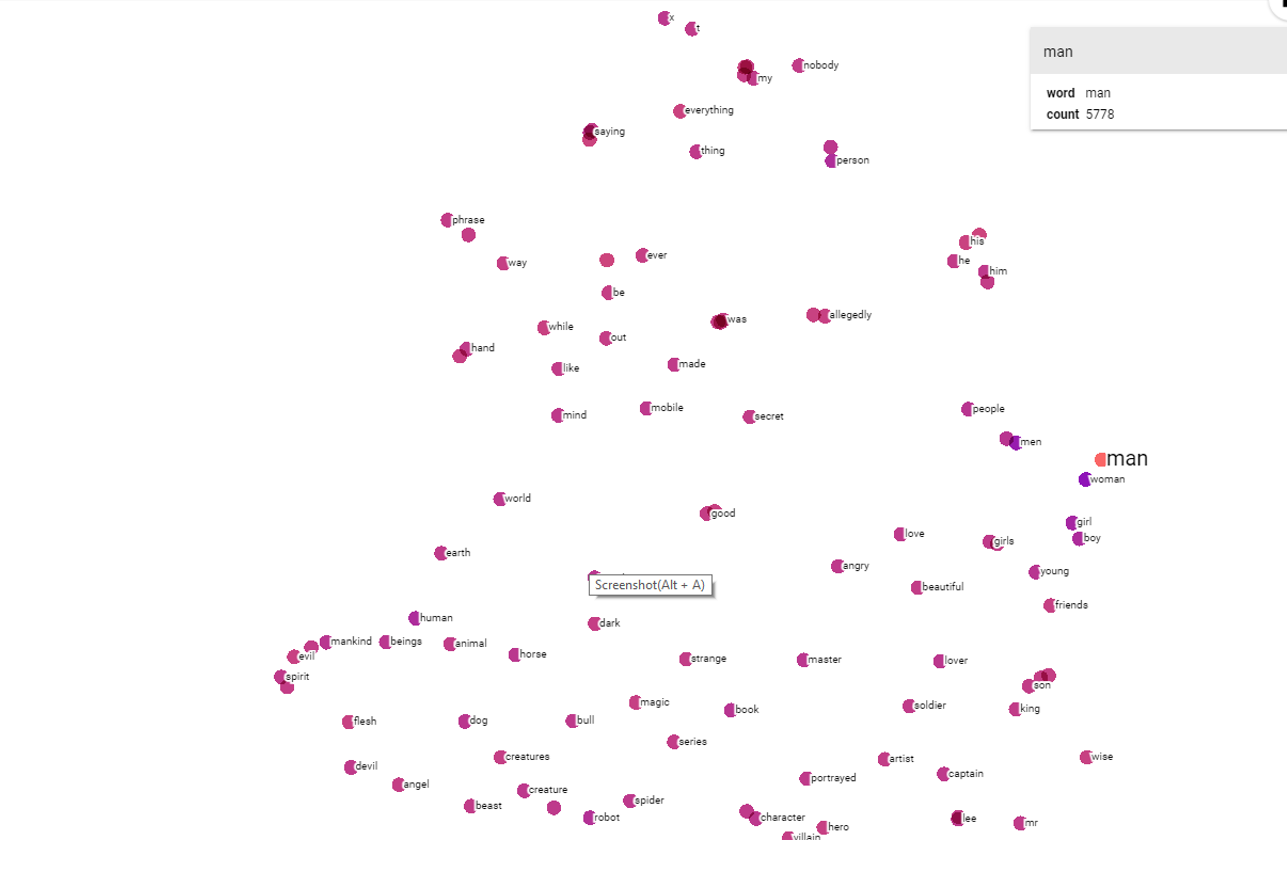 x
t
man
my
nobody
word man
count 5778
everything
saying
thing
person
phrase
his
ever
way
he
him
be
allegedly
was
while
out
hand
made
like
people
mobile
mind
secret
men
man
woman
world
good
girl
love
boy
girls
earth
angry
young
Screenshot(Alt + A)
beautiful
friends
human
dark
mankind
beings
animal
horse
evil
strange
master
lover
spirit
son
magic
soldier
book
king
flesh
dog
bull
series
creatures
artist
wise
devil
captain
portrayed
angel
creature
spider
beast
robot
character
lee
mr
hero
villain